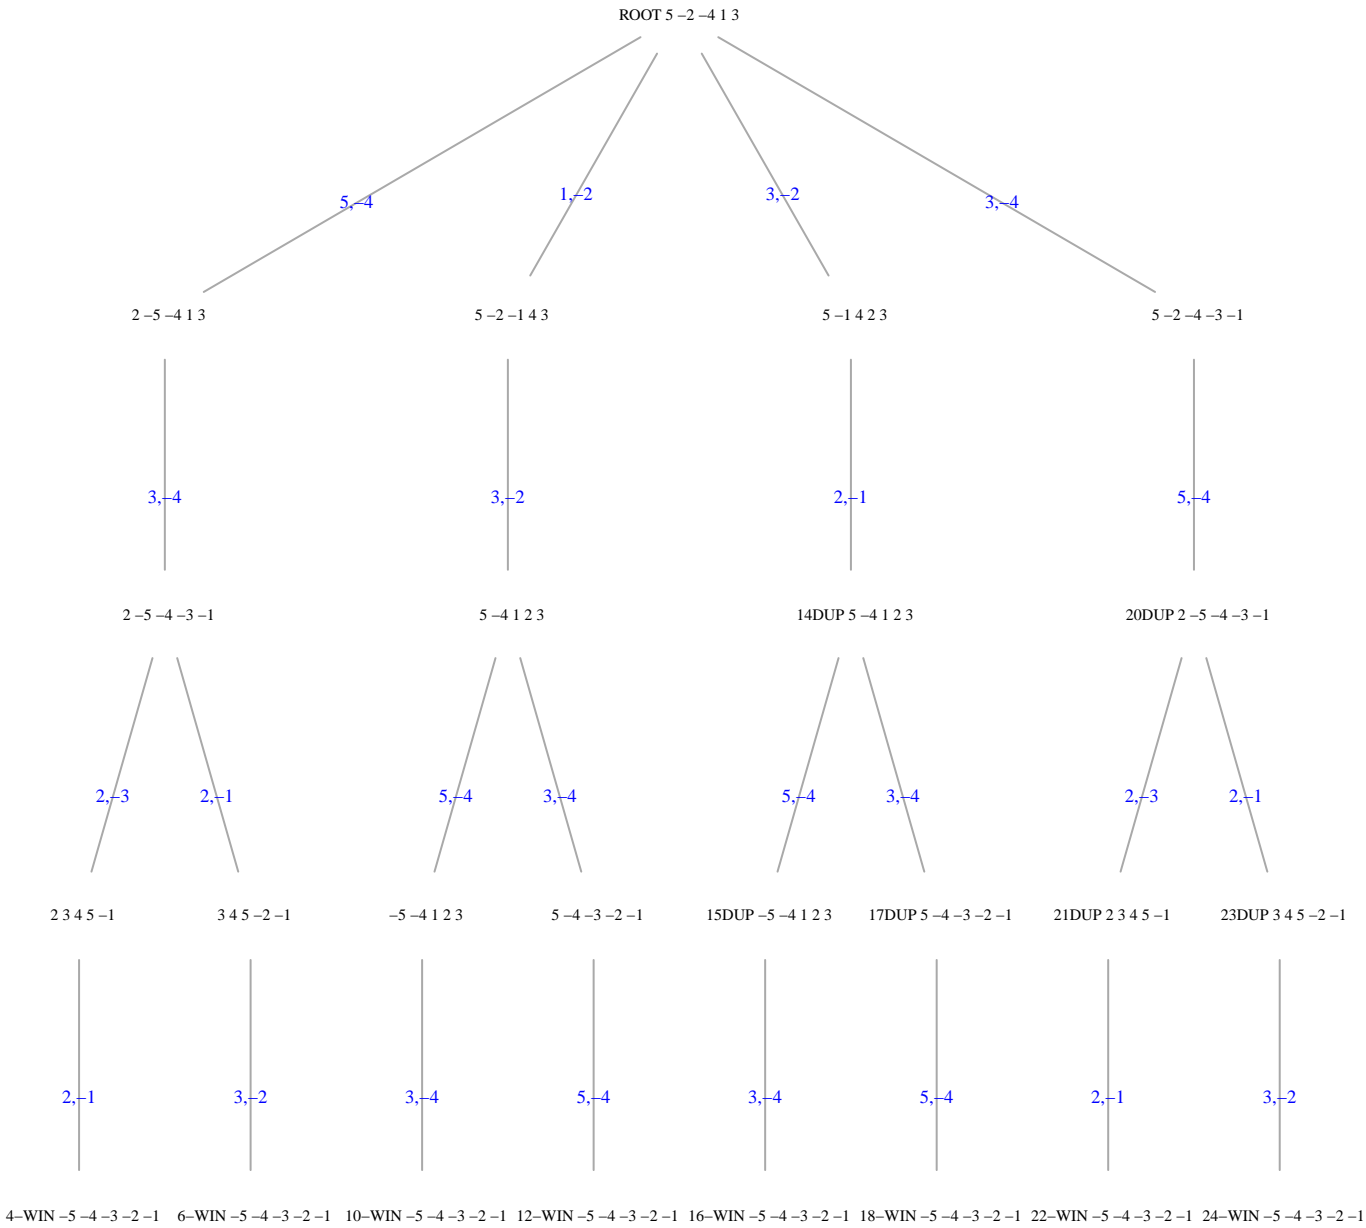 ROOT 5 −2 −4 1 3
5,−4
1,−2
3,−2
3,−4
2 −5 −4 1 3
5 −2 −1 4 3
5 −1 4 2 3
5 −2 −4 −3 −1
3,−4
3,−2
2,−1
5,−4
2 −5 −4 −3 −1
5 −4 1 2 3
14DUP 5 −4 1 2 3
20DUP 2 −5 −4 −3 −1
2,−3
2,−1
5,−4
3,−4
5,−4
3,−4
2,−3
2,−1
2 3 4 5 −1
3 4 5 −2 −1
−5 −4 1 2 3
5 −4 −3 −2 −1
15DUP −5 −4 1 2 3
17DUP 5 −4 −3 −2 −1
21DUP 2 3 4 5 −1
23DUP 3 4 5 −2 −1
2,−1
3,−2
3,−4
5,−4
3,−4
5,−4
2,−1
3,−2
4−WIN −5 −4 −3 −2 −1
6−WIN −5 −4 −3 −2 −1
10−WIN −5 −4 −3 −2 −1
12−WIN −5 −4 −3 −2 −1
16−WIN −5 −4 −3 −2 −1
18−WIN −5 −4 −3 −2 −1
22−WIN −5 −4 −3 −2 −1
24−WIN −5 −4 −3 −2 −1